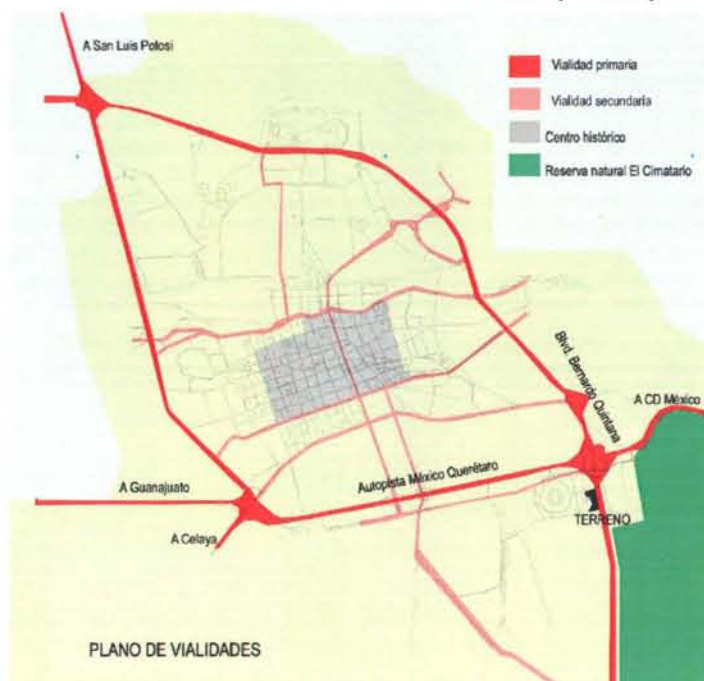 A San Luis Potosi
Vialidad primaria
Vialidad secundaria
Centro histórico
Reserva natural El Cimatario
Blvd. Bernardo Quintana
A CD México
A Guanajuato
Autopista México Querétaro
TERRENO
A Celaya
PLANO DE VIALIDADES